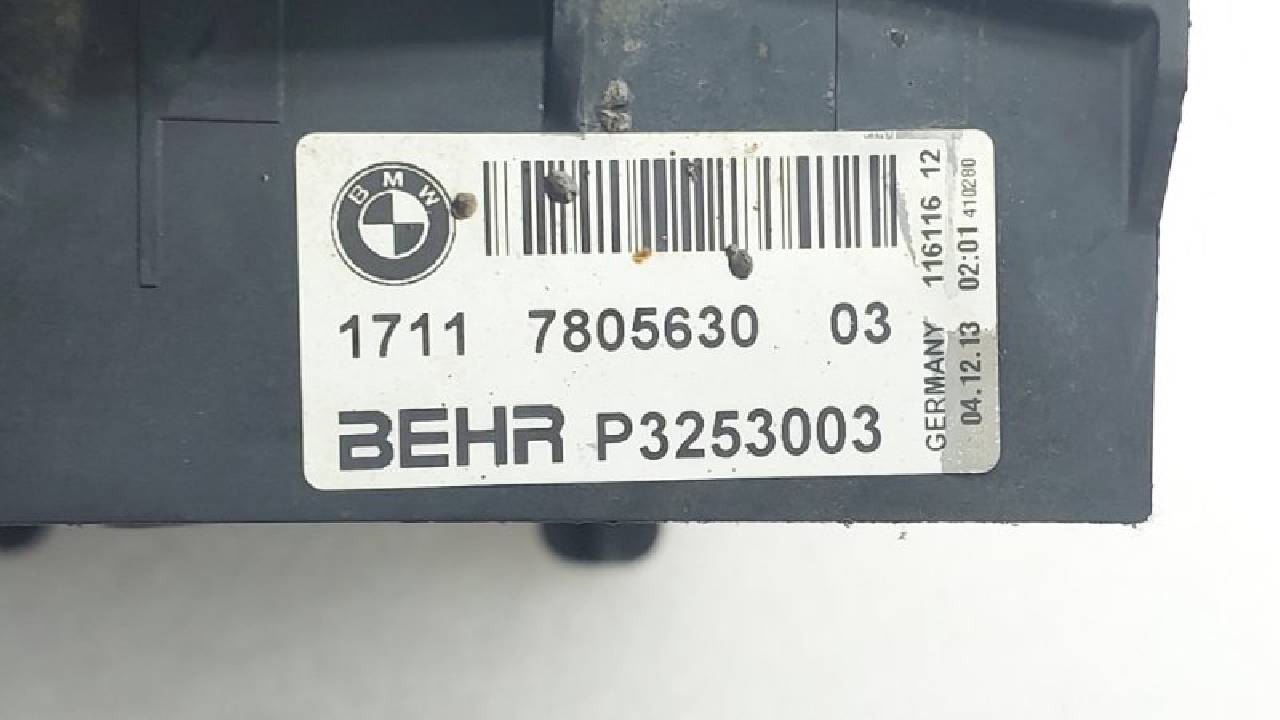 BMW
1711 7805630 03
BEHR P3253003
GERMANY 116116 12
04.12.13 02:01 410280